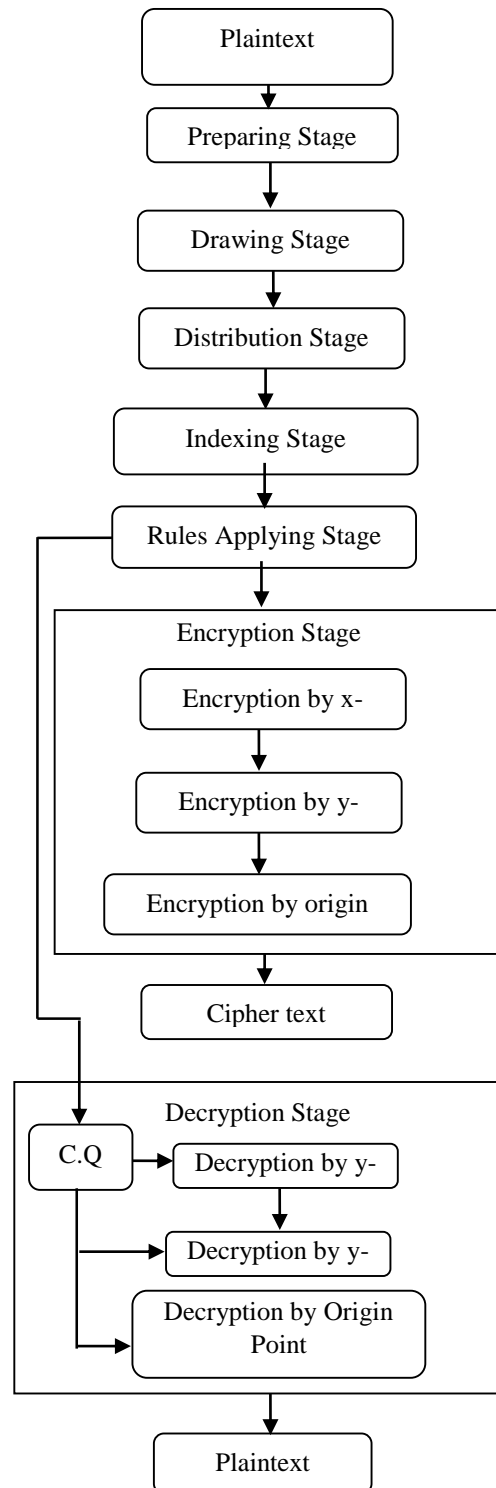 Plaintext
Preparing Stage
Drawing Stage
Distribution Stage
Indexing Stage
Rules Applying Stage
Encryption Stage
Encryption by x-
Encryption by y-
Encryption by origin
Cipher text
Decryption Stage
C.Q
Decryption by y-
Decryption by y-
Decryption by Origin
Point
Plaintext